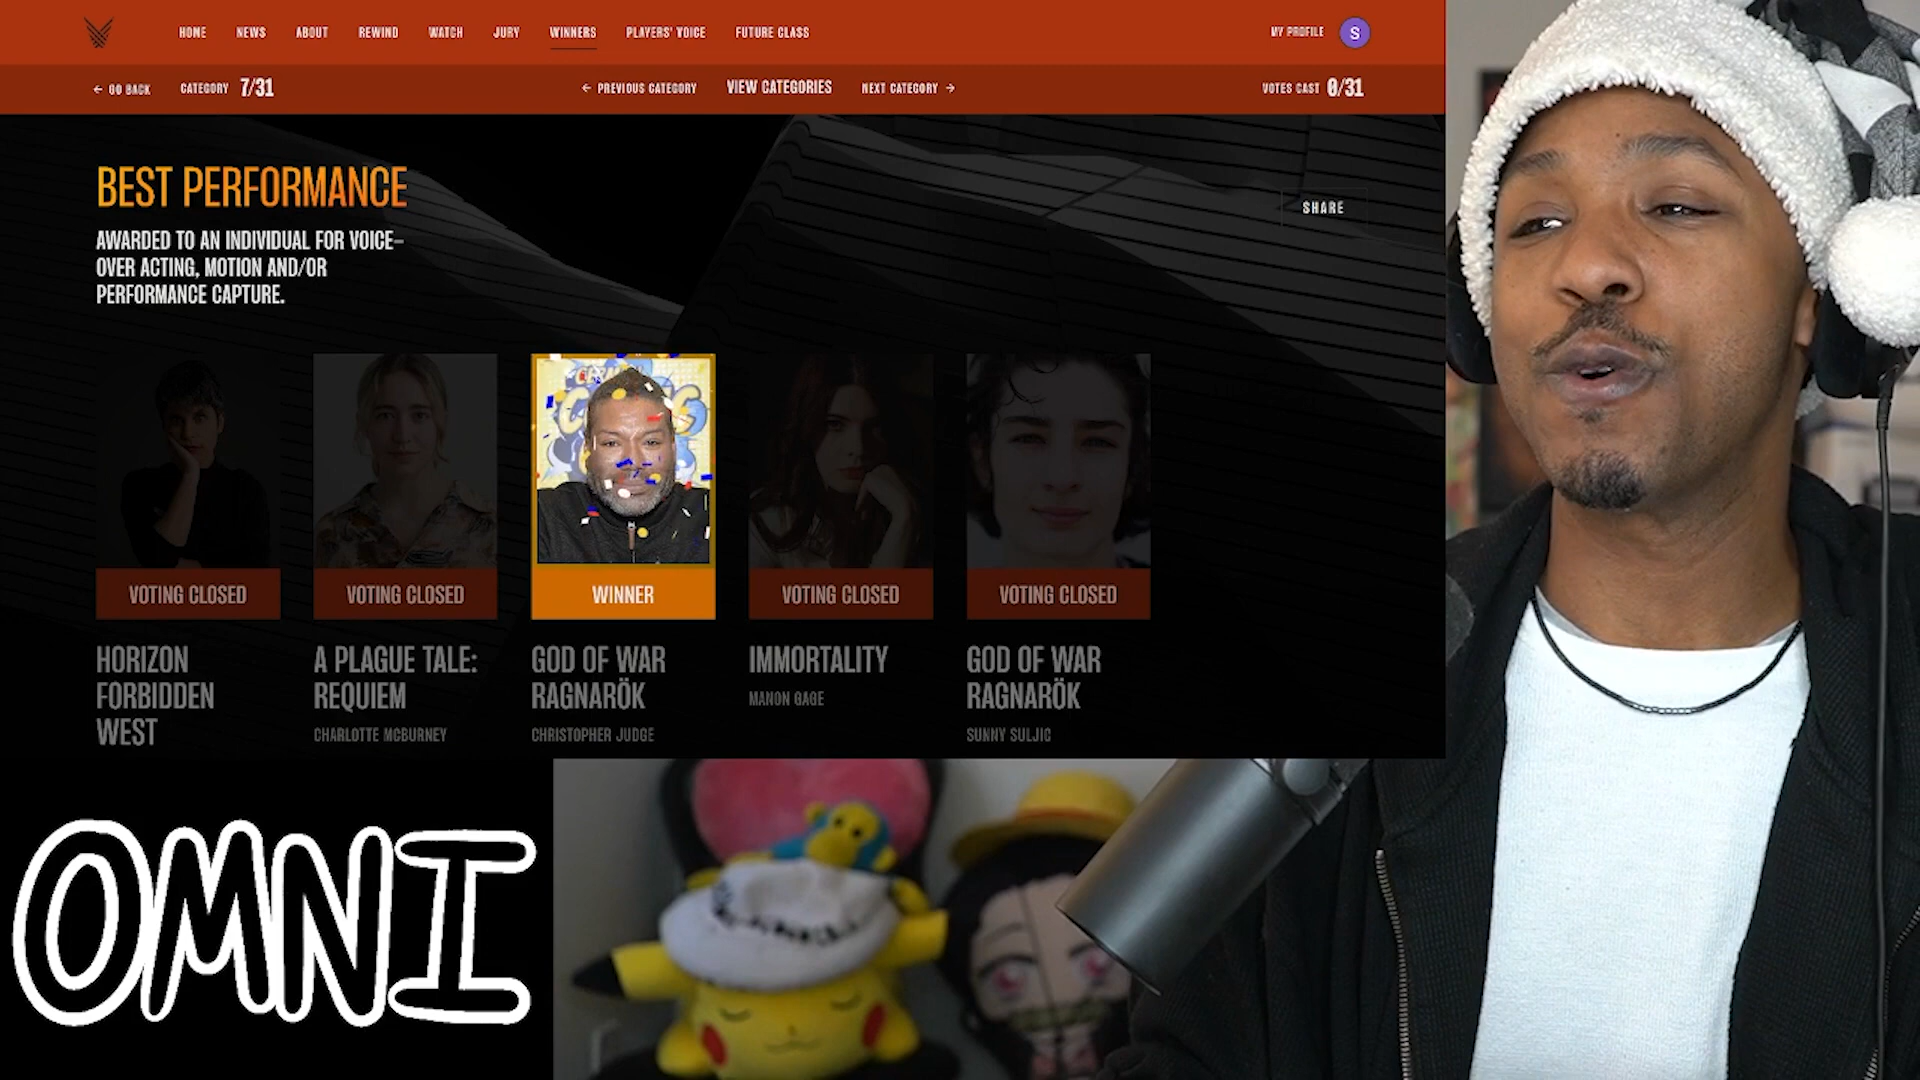 HOME NEWS ABOUT REWIND WATCH JURY WINNERS PLAYERS' VOICE FUTURE CLASS MY PROFILE S
← GO BACK CATEGORY 7/31 ← PREVIOUS CATEGORY VIEW CATEGORIES NEXT CATEGORY → VOTES CAST 0/31
BEST PERFORMANCE
SHARE
AWARDED TO AN INDIVIDUAL FOR VOICE-
OVER ACTING, MOTION AND/OR
PERFORMANCE CAPTURE.
VOTING CLOSED
HORIZON
FORBIDDEN
WEST
VOTING CLOSED
A PLAGUE TALE:
REQUIEM
CHARLOTTE MCBURNEY
WINNER
GOD OF WAR
RAGNARÖK
CHRISTOPHER JUDGE
VOTING CLOSED
IMMORTALITY
MANON GAGE
VOTING CLOSED
GOD OF WAR
RAGNARÖK
SUNNY SULJIC
OMNI